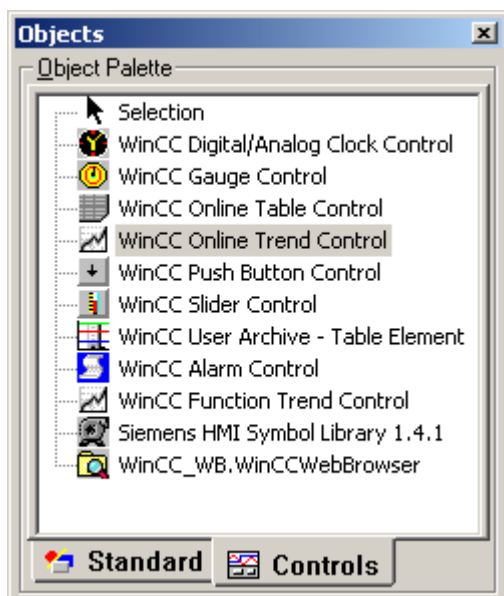 Objects
Object Palette
Selection
WinCC Digital/Analog Clock Control
WinCC Gauge Control
WinCC Online Table Control
WinCC Online Trend Control
WinCC Push Button Control
WinCC Slider Control
WinCC User Archive - Table Element
WinCC Alarm Control
WinCC Function Trend Control
Siemens HMI Symbol Library 1.4.1
WinCC_WB.WinCCWebBrowser
Standard Controls